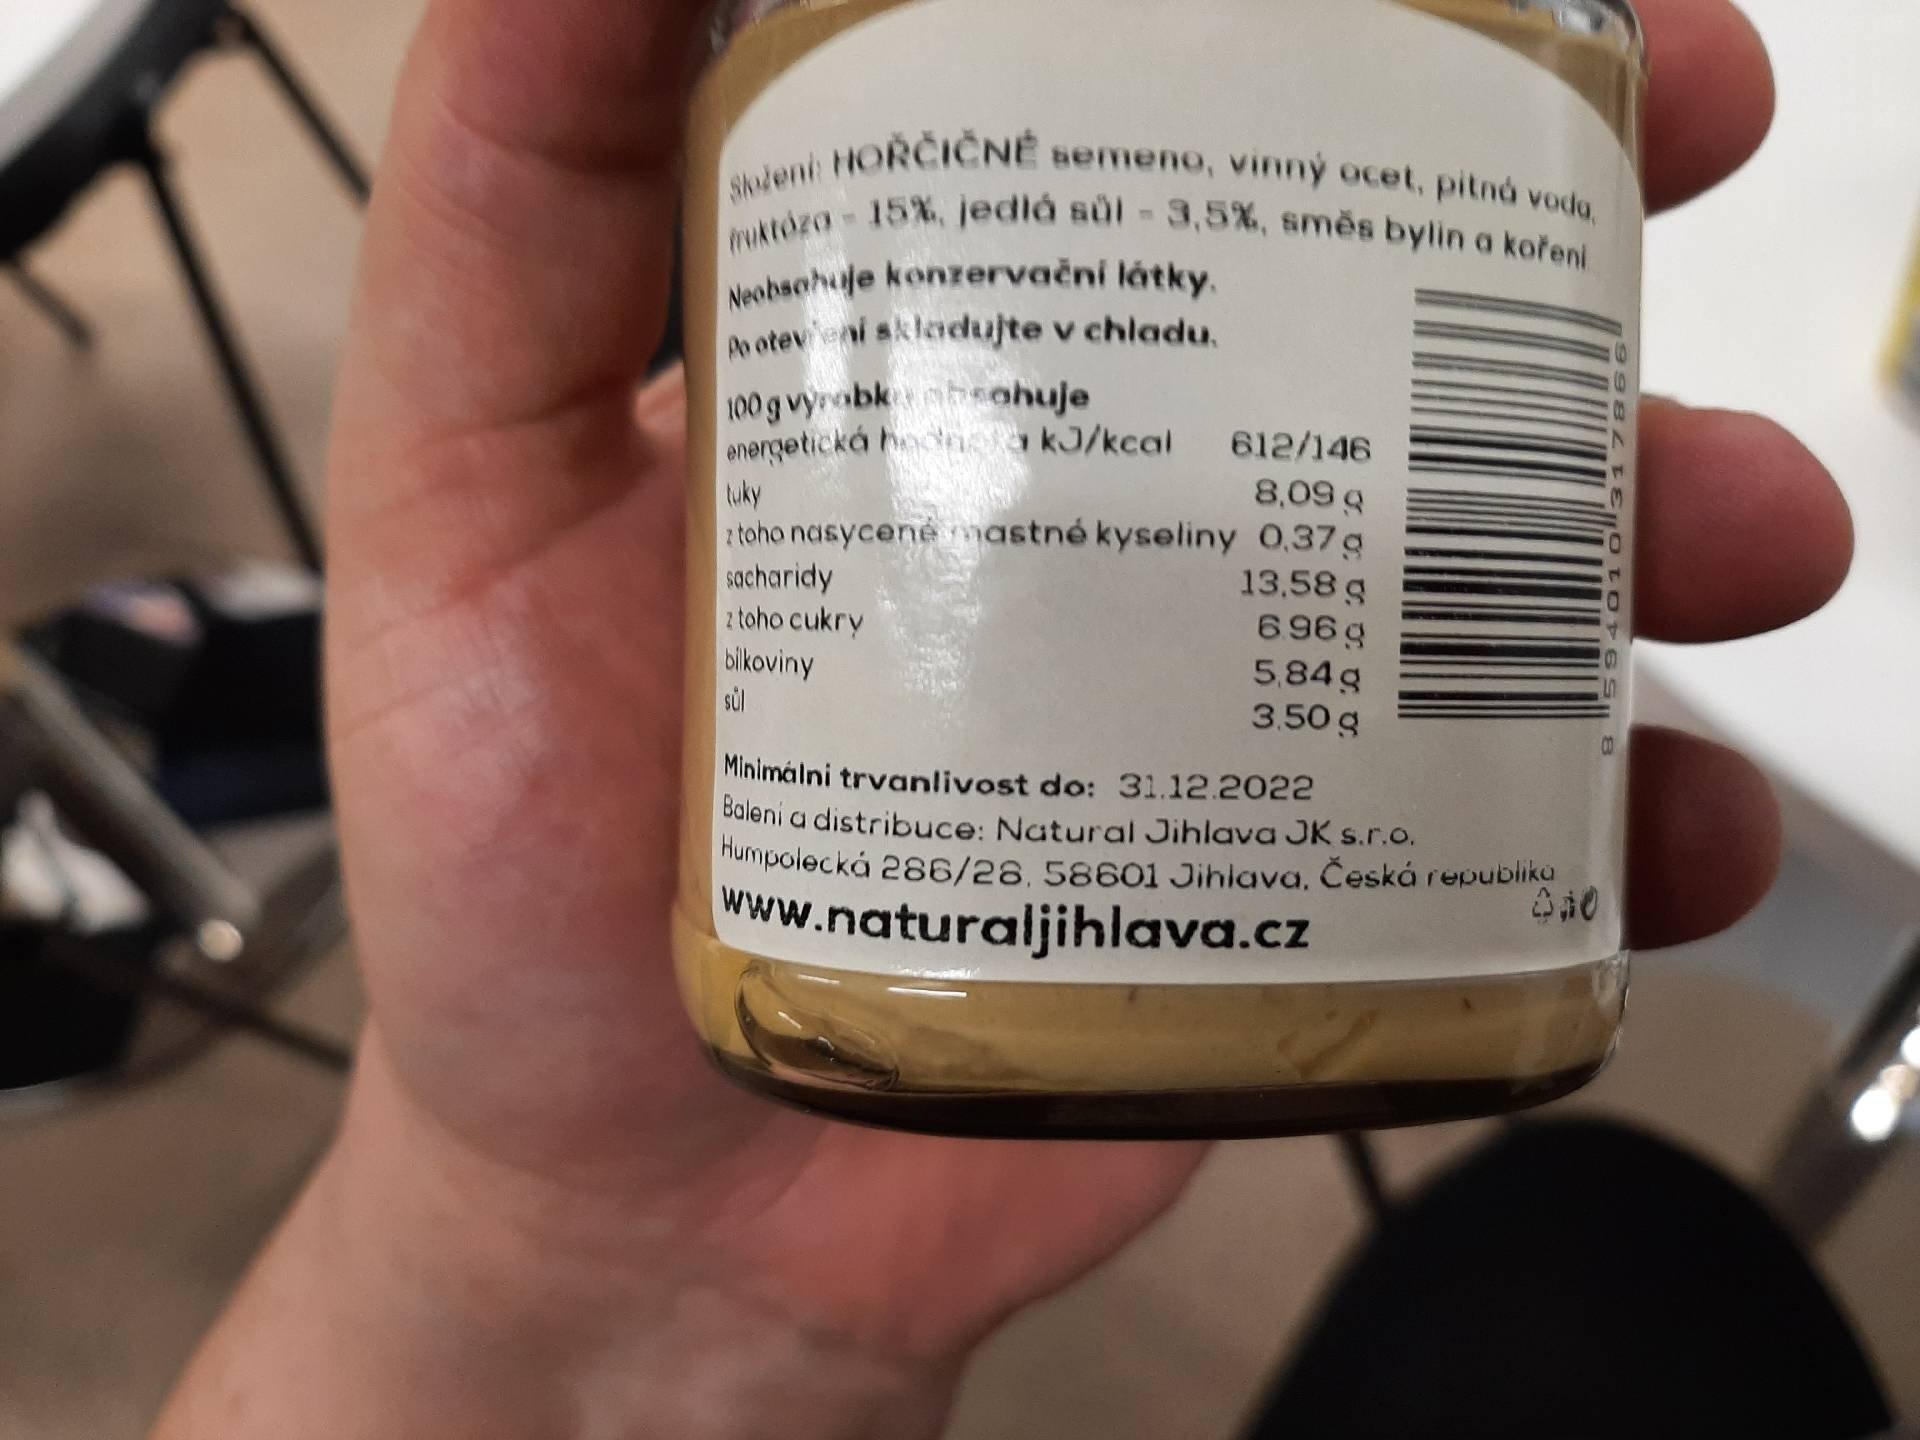 Složení: HOŘČIČNÉ semeno, vinný ocet, pitná voda,
fruktóza - 15%, jedlá sůl - 3,5%, směs bylin a koření
Neobsahuje konzervační látky.
Po otevření skladujte v chladu.
100 g výrobku obsahuje
energetická hodnota kJ/kcal 612/146
tuky 8,09 g
z toho nasycené mastné kyseliny 0,37 g
sacharidy 13,58 g
z toho cukry 6,96 g
bílkoviny 5,84 g
sůl 3,50 g
Minimální trvanlivost do: 31.12.2022
Balení a distribuce: Natural Jihlava JK s.r.o.
Humpolecká 286/28, 58601 Jihlava, Česká republika
www.naturaljihlava.cz
8 594010 317866